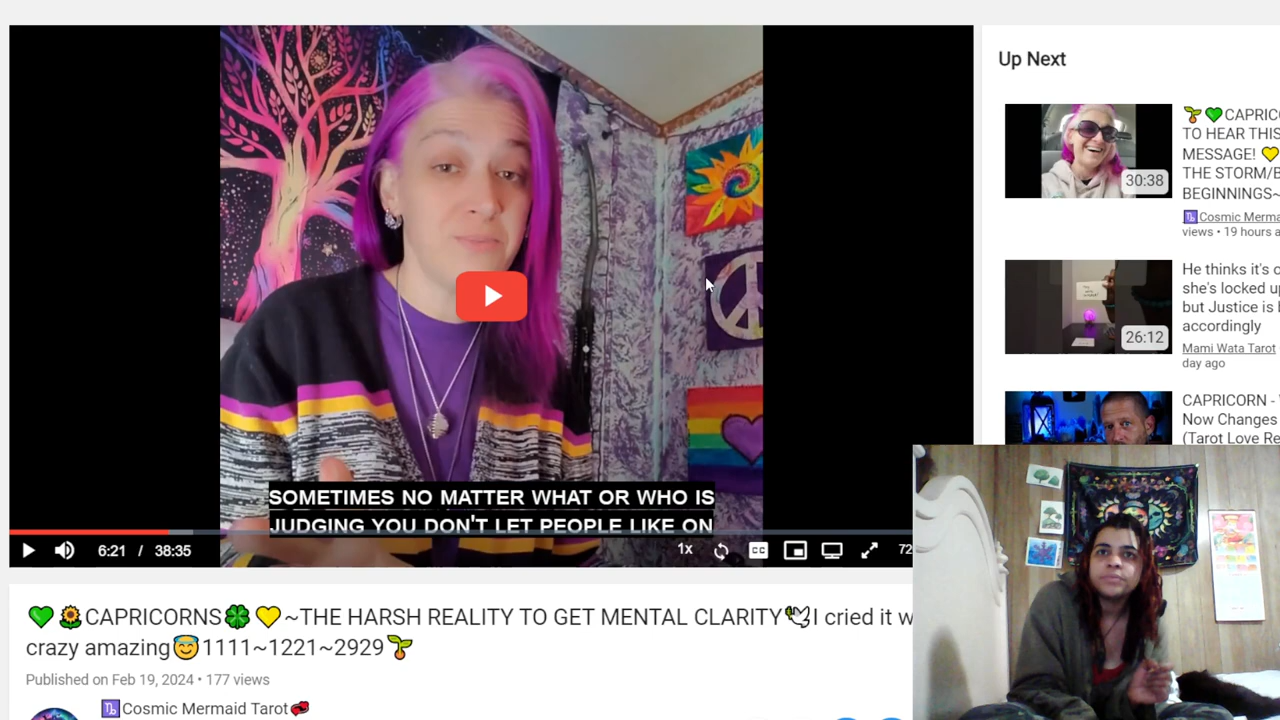 SOMETIMES NO MATTER WHAT OR WHO IS
JUDGING YOU DON'T LET PEOPLE LIKE ON
6:21 / 38:35
1x
CC
72
💚🌻CAPRICORNS🍀💛~THE HARSH REALITY TO GET MENTAL CLARITY🕊I cried it w
crazy amazing😇1111~1221~2929🌱
Published on Feb 19, 2024 • 177 views
♑Cosmic Mermaid Tarot💞
Up Next
🌱💚CAPRICO
TO HEAR THIS
MESSAGE! 💛
THE STORM/B
BEGINNINGS~
♑Cosmic Merma
views • 19 hours a
30:38
He thinks it's o
she's locked up
but Justice is b
accordingly
Mami Wata Tarot
day ago
26:12
CAPRICORN -
Now Changes
(Tarot Love Re